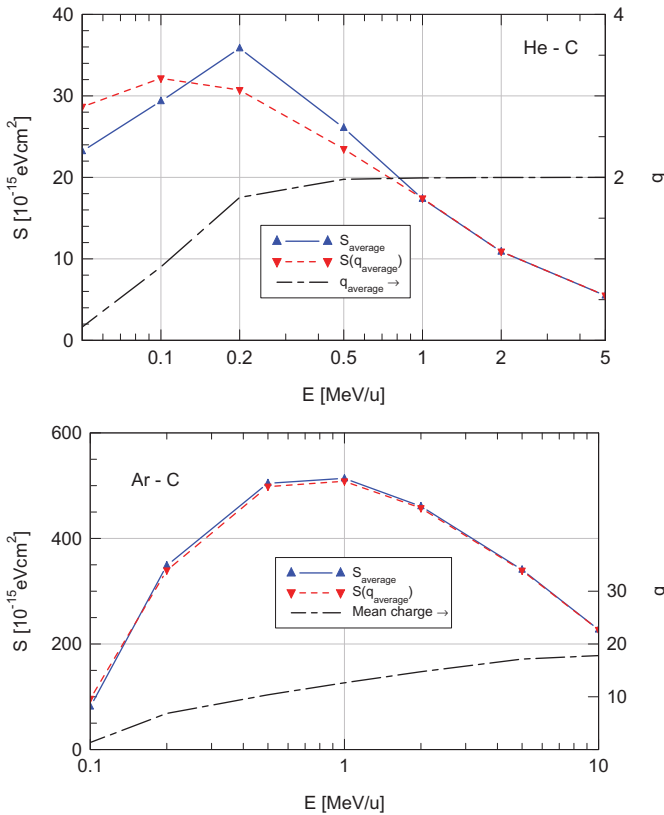 40
4
He - C
30
S [10⁻¹⁵eVcm²]
20
2
q
S_average
S(q_average)
q_average →
10
0
0.1
0.2
0.5
1
2
5
E [MeV/u]
600
Ar - C
400
S [10⁻¹⁵eVcm²]
S_average
S(q_average)
Mean charge →
30
q
200
20
10
0
0.1
1
10
E [MeV/u]